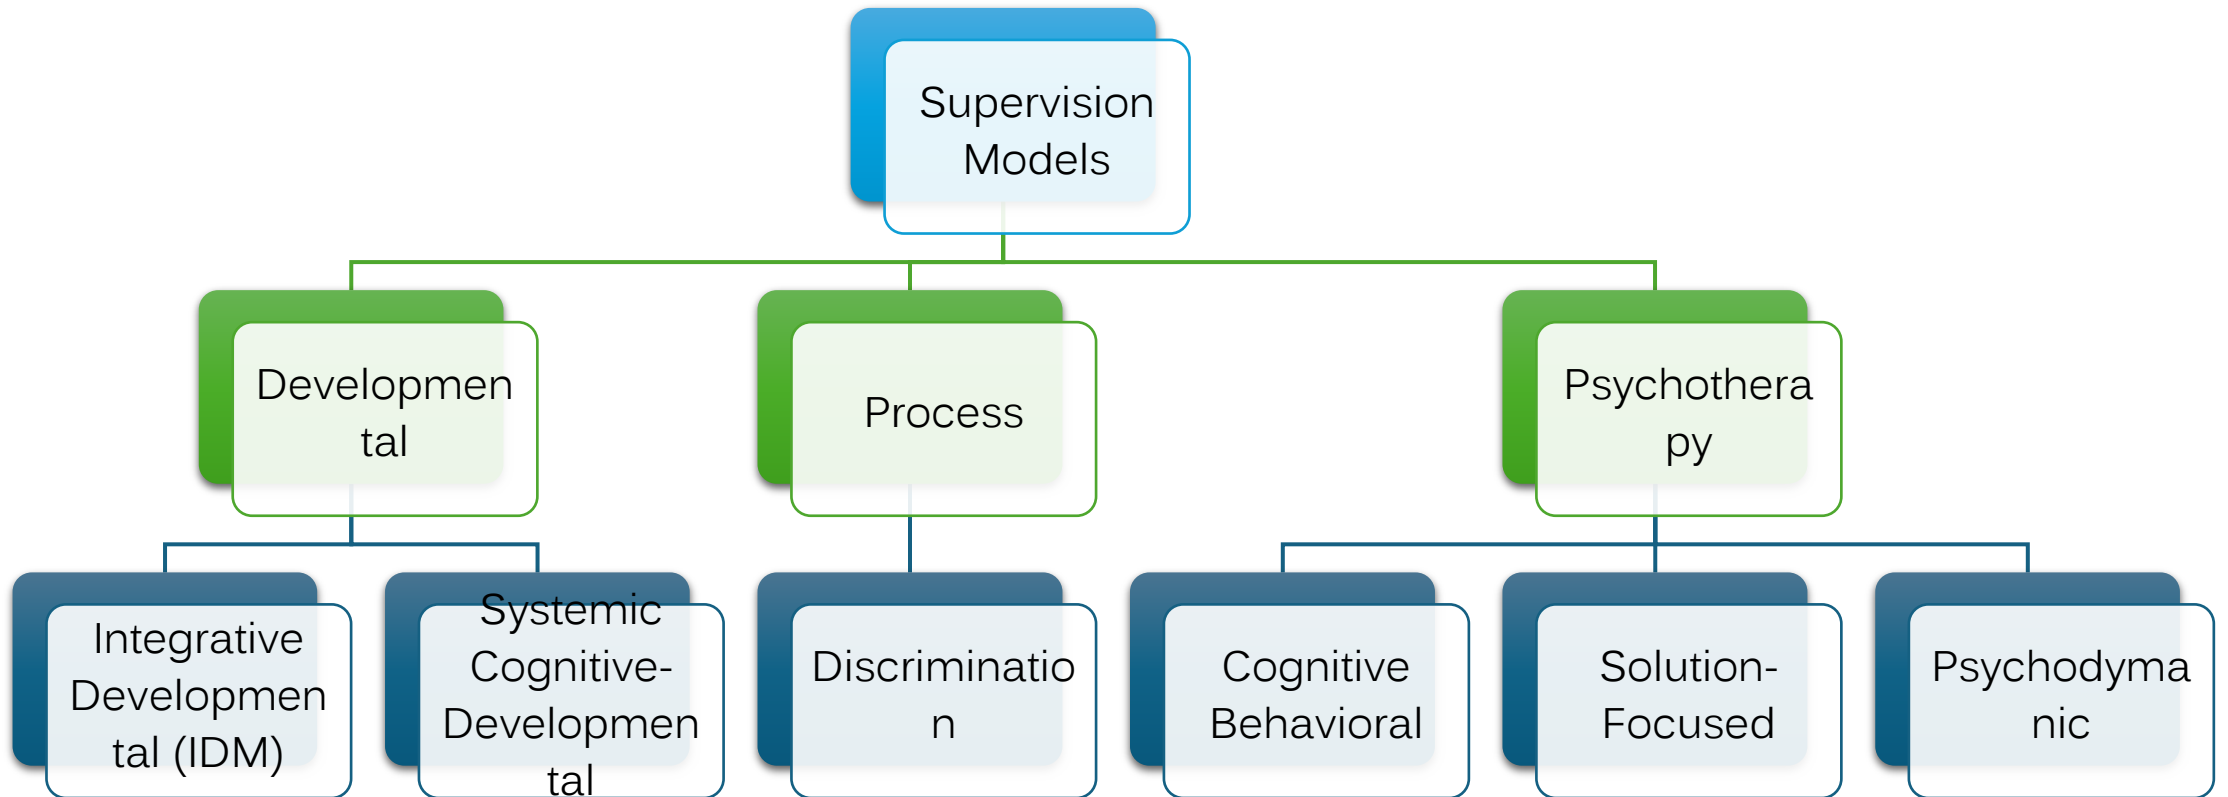 Supervision
Models
Developmen
tal
Process
Psychothera
py
Integrative
Developmen
tal (IDM)
Systemic
Cognitive-
Developmen
tal
Discriminatio
n
Cognitive
Behavioral
Solution-
Focused
Psychodyma
nic